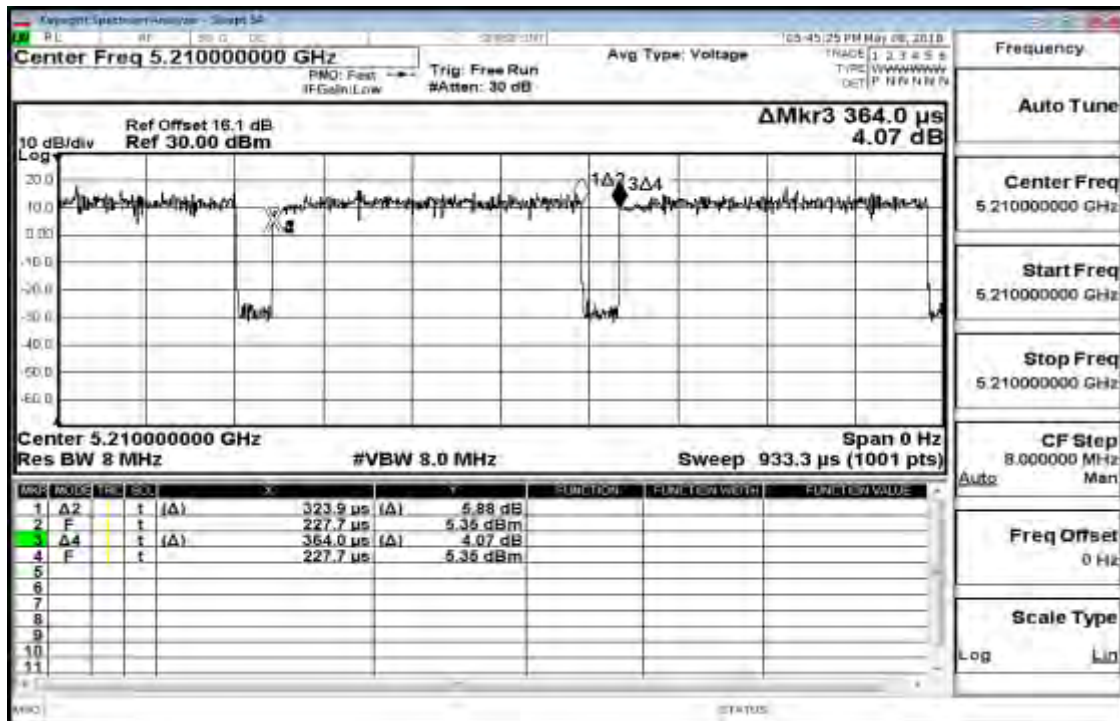 Keysight Spectrum Analyzer - Swept SA
RL RF 50 Ω DC SENSE:INT 05:45:25 PM May 08, 2018
Center Freq 5.210000000 GHz
PNO: Fast
IFGain:Low
Trig: Free Run
#Atten: 30 dB
Avg Type: Voltage
TRACE 1 2 3 4 5 6
TYPE
DET P N N N N N
Ref Offset 16.1 dB
10 dB/div Ref 30.00 dBm
ΔMkr3 364.0 µs
4.07 dB
Log
20.0
10.0
0.00
-10.0
-20.0
-30.0
-40.0
-50.0
-60.0
1Δ2
3Δ4
Center 5.210000000 GHz Span 0 Hz
Res BW 8 MHz #VBW 8.0 MHz Sweep 933.3 µs (1001 pts)
MKR MODE TRC SCL X Y FUNCTION FUNCTION WIDTH FUNCTION VALUE
1 Δ2 t (Δ) 323.9 µs (Δ) 5.88 dB
2 F t 227.7 µs 5.35 dBm
3 Δ4 t (Δ) 364.0 µs (Δ) 4.07 dB
4 F t 227.7 µs 5.35 dBm
5
6
7
8
9
10
11
MSG STATUS
Frequency
Auto Tune
Center Freq
5.210000000 GHz
Start Freq
5.210000000 GHz
Stop Freq
5.210000000 GHz
CF Step
8.000000 MHz
Auto Man
Freq Offset
0 Hz
Scale Type
Log Lin